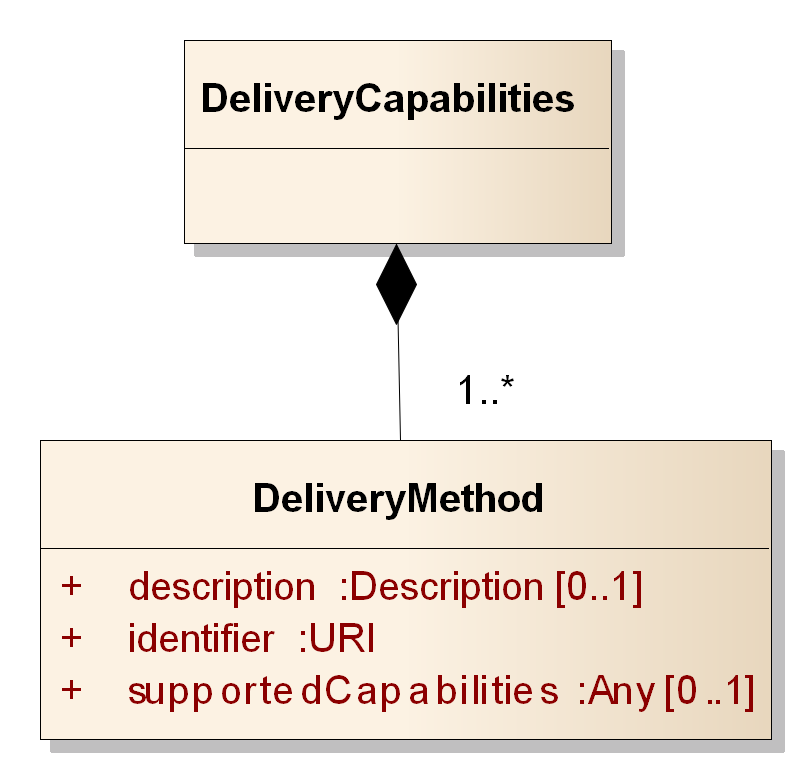 DeliveryCapabilities
1..*
DeliveryMethod
+ description :Description [0..1]
+ identifier :URI
+ supportedCapabilities :Any [0..1]